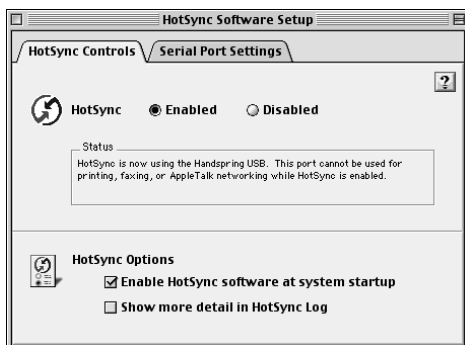 HotSync Software Setup
HotSync Controls
Serial Port Settings
?
HotSync
Enabled
Disabled
Status
HotSync is now using the Handspring USB. This port cannot be used for
printing, faxing, or AppleTalk networking while HotSync is enabled.
HotSync Options
Enable HotSync software at system startup
Show more detail in HotSync Log